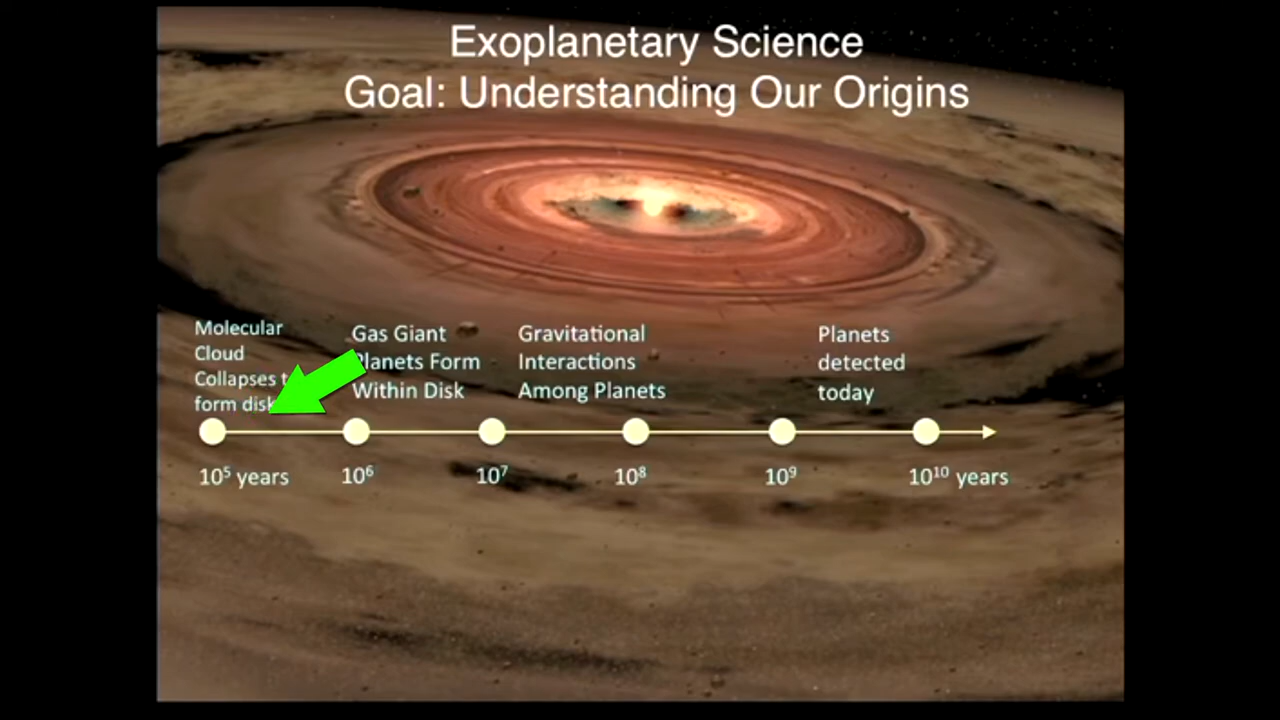 Exoplanetary Science
Goal: Understanding Our Origins
Molecular
Cloud
Collapses
form disk
Gas Giant
Planets Form
Within Disk
Gravitational
Interactions
Among Planets
Planets
detected
today
10⁵ years
10⁶
10⁷
10⁸
10⁹
10¹⁰ years